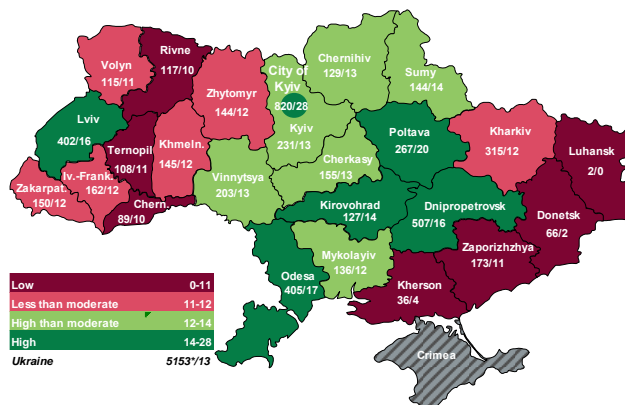 Volyn
115/11
Rivne
117/10
Zhytomyr
144/12
City of
Kyiv
820/28
Kyiv
231/13
Chernihiv
129/13
Sumy
144/14
Lviv
402/16
Ternopil
108/11
Khmeln.
145/12
Vinnytsya
203/13
Cherkasy
155/13
Poltava
267/20
Kharkiv
315/12
Luhansk
2/0
Zakarpat.
150/12
Iv.-Frank.
162/12
Chern.
89/10
Kirovohrad
127/14
Dnipropetrovsk
507/16
Donetsk
66/2
Zaporizhzhya
173/11
Mykolayiv
136/12
Odesa
405/17
Kherson
36/4
Crimea
Low 0-11
Less than moderate 11-12
High than moderate 12-14
High 14-28
Ukraine 5153*/13